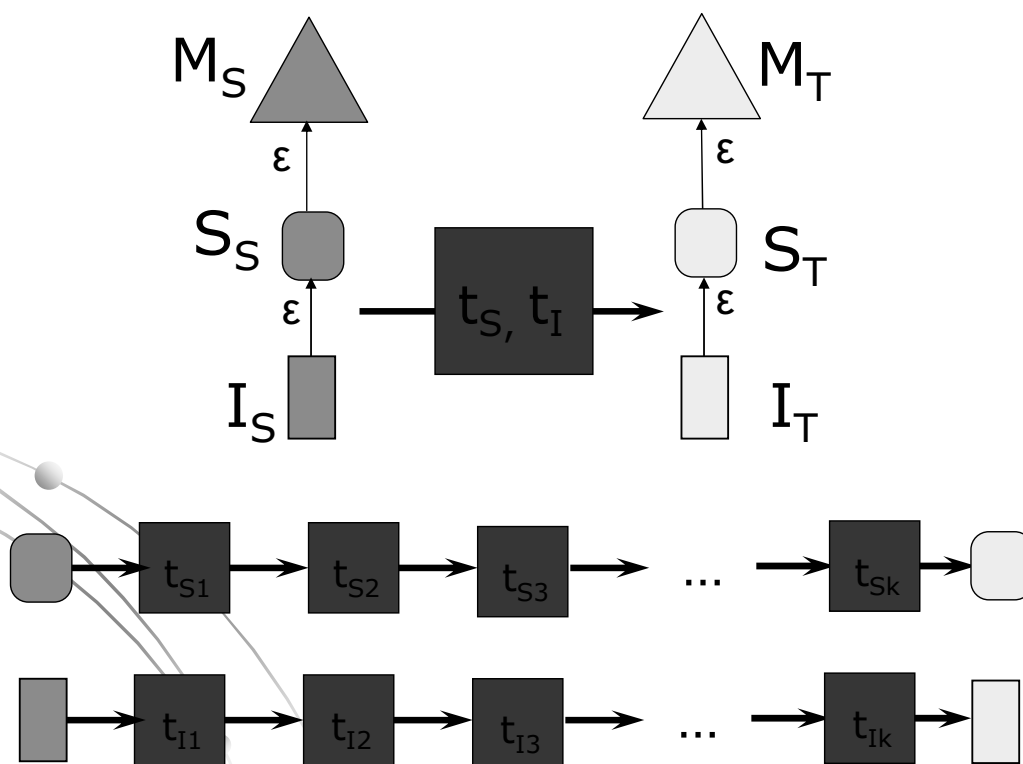 M_S
M_T
ε
ε
S_S
S_T
t_S, t_I
ε
ε
I_S
I_T
t_S1 t_S2 t_S3 ... t_Sk
t_I1 t_I2 t_I3 ... t_Ik